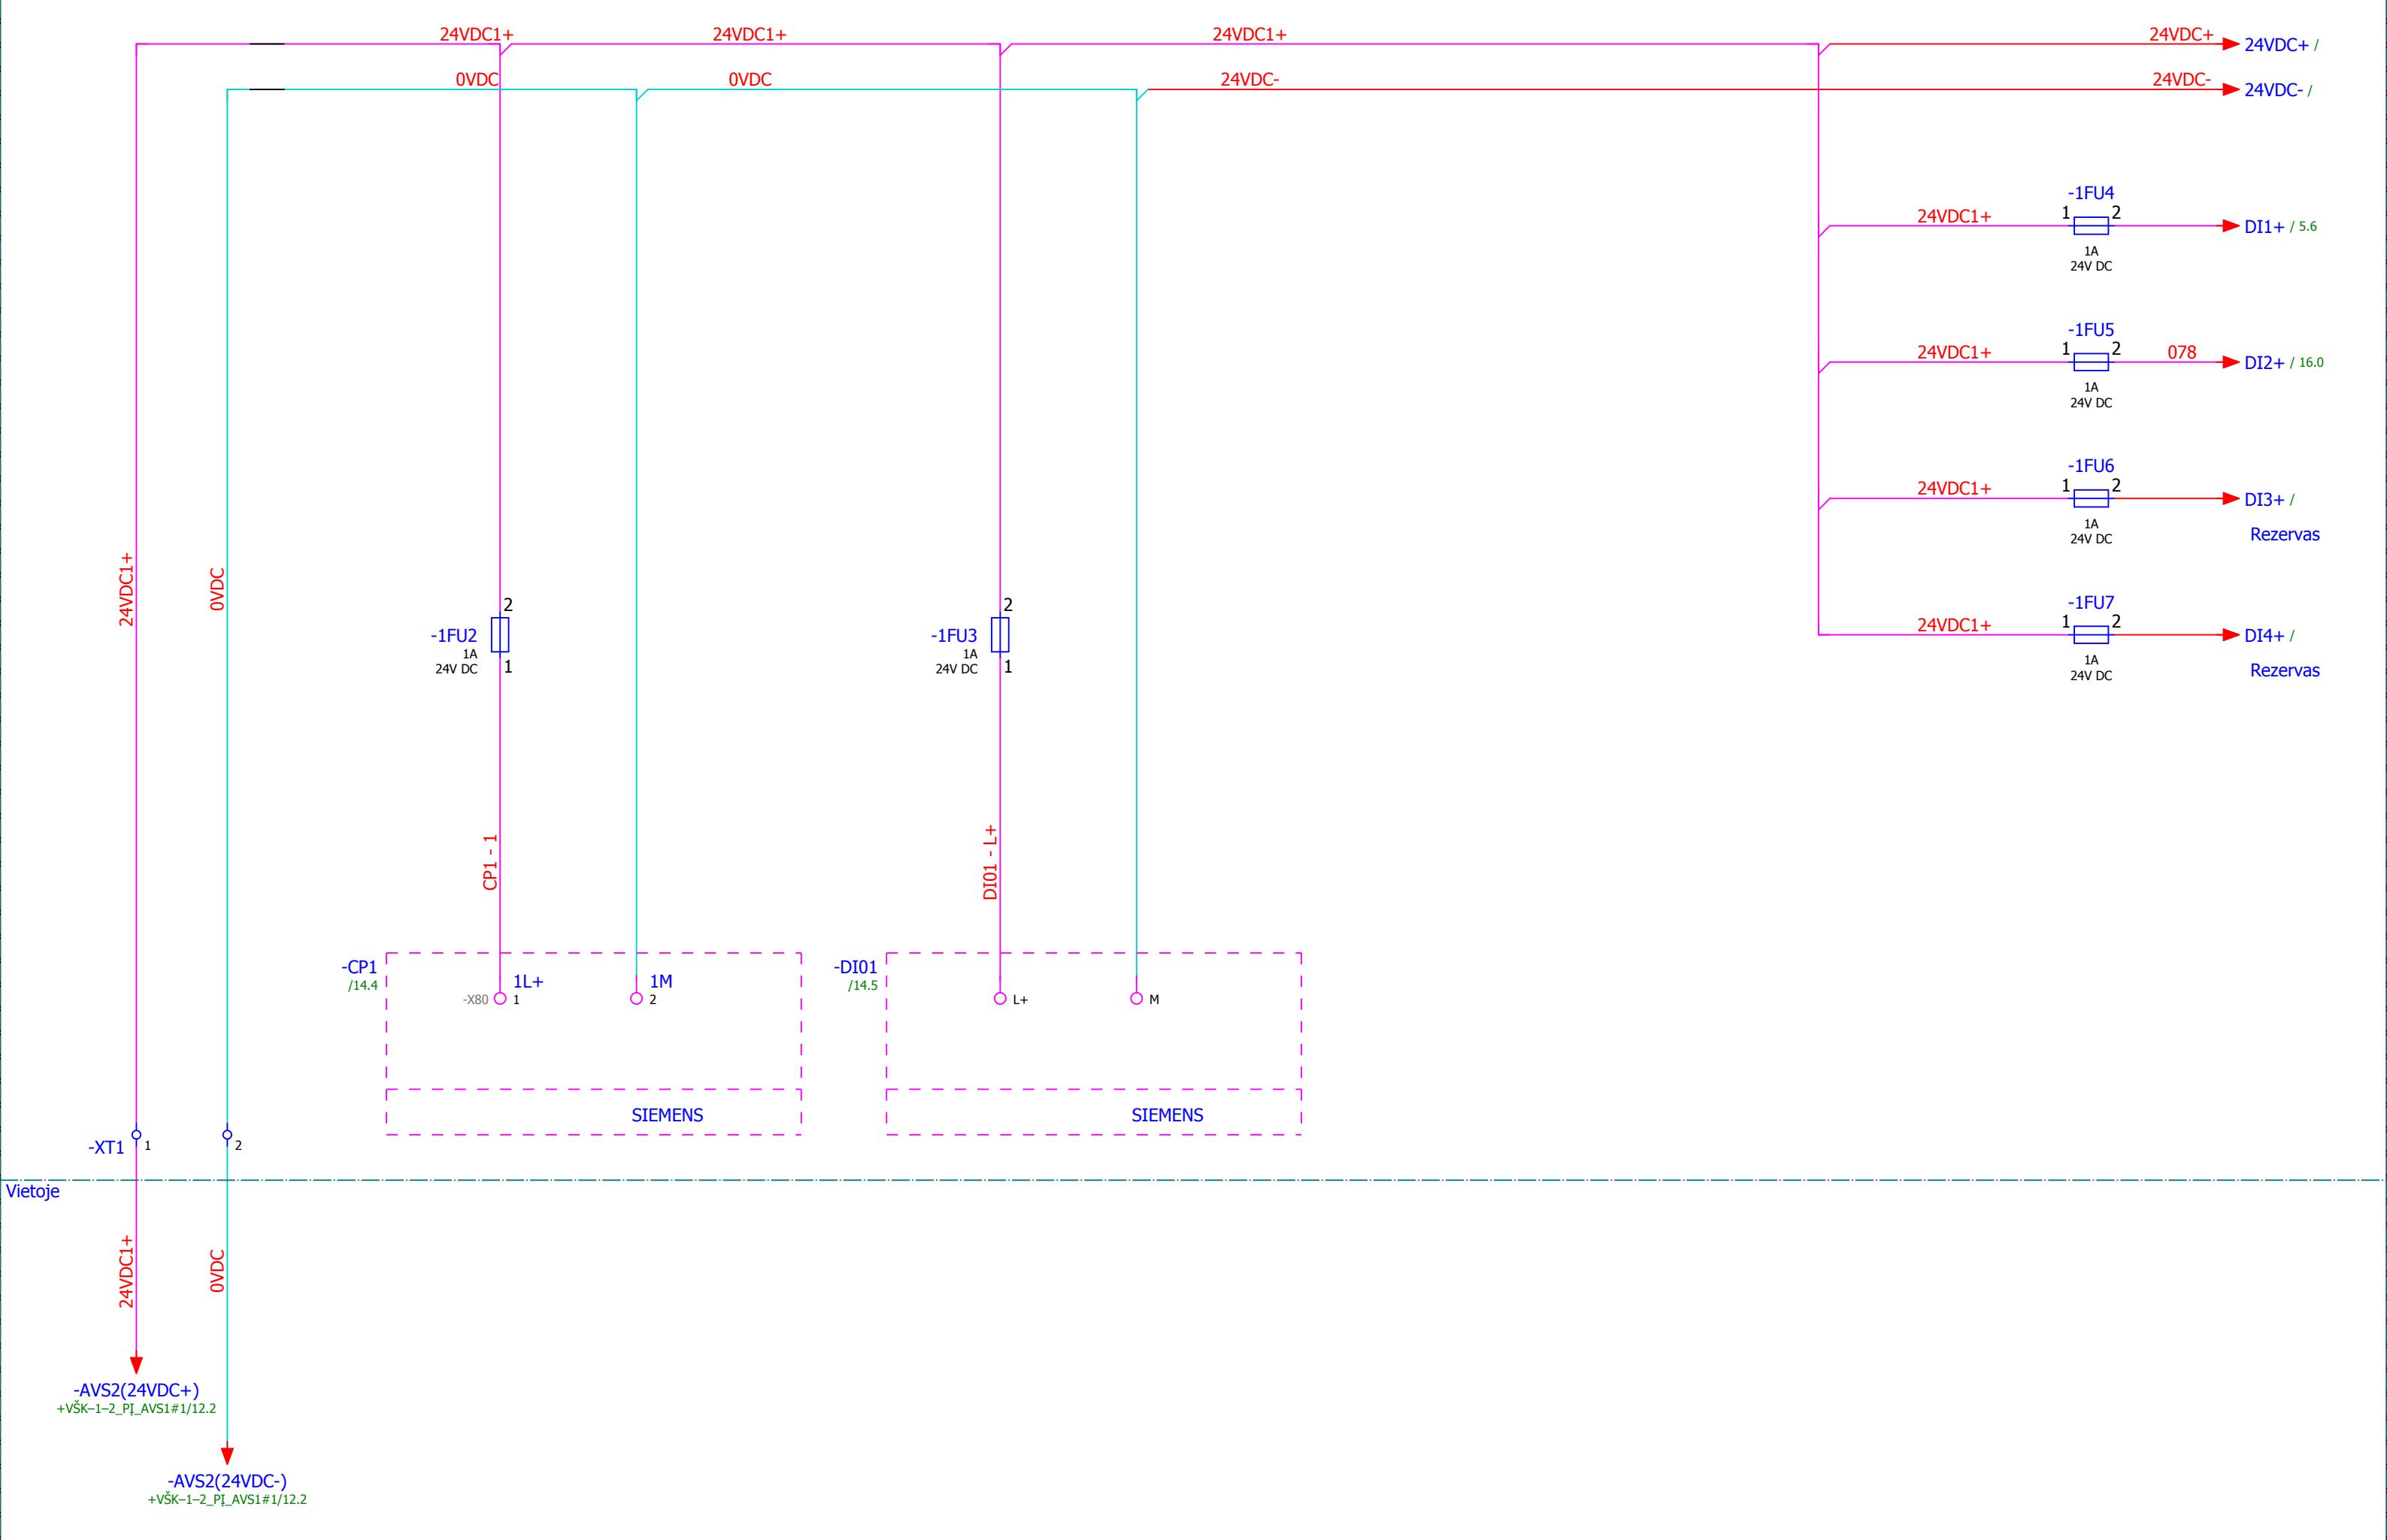 24VDC1+
24VDC1+
24VDC1+
24VDC+
24VDC+ /
0VDC
0VDC
24VDC-
24VDC-
24VDC- /
-1FU4
24VDC1+
1
2
DI1+ / 5.6
1A
24V DC
-1FU5
24VDC1+
1
2
078
DI2+ / 16.0
1A
24V DC
-1FU6
24VDC1+
1
2
DI3+ /
1A
24V DC
Rezervas
-1FU7
24VDC1+
1
2
DI4+ /
1A
24V DC
Rezervas
24VDC1+
0VDC
2
-1FU2
1A
24V DC
1
2
-1FU3
1A
24V DC
1
CP1 - 1
DI01 - L+
-CP1
/14.4
1L+
1M
-X80
1
2
SIEMENS
-DI01
/14.5
L+
M
SIEMENS
-XT1
1
2
Vietoje
24VDC1+
0VDC
-AVS2(24VDC+)
+VŠK–1–2_PĮ_AVS1#1/12.2
-AVS2(24VDC-)
+VŠK–1–2_PĮ_AVS1#1/12.2